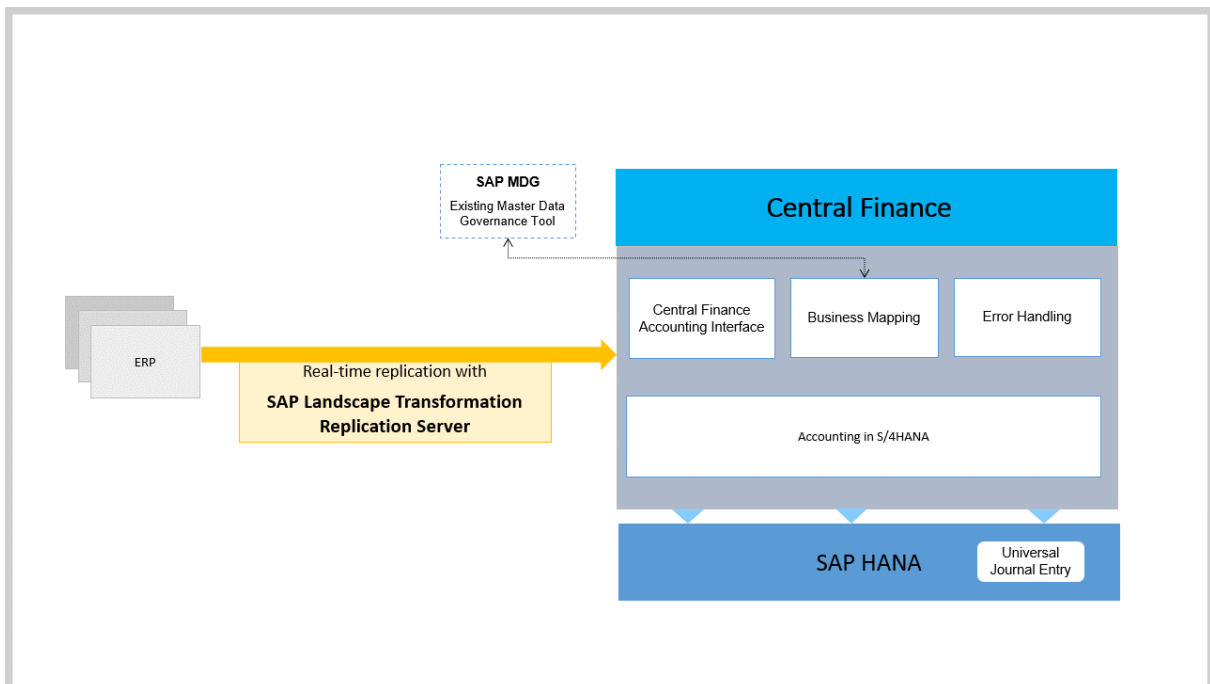 SAP MDG
Existing Master Data
Governance Tool
Central Finance
Central Finance
Accounting Interface
Business Mapping
Error Handling
ERP
Real-time replication with
SAP Landscape Transformation
Replication Server
Accounting in S/4HANA
SAP HANA
Universal
Journal Entry